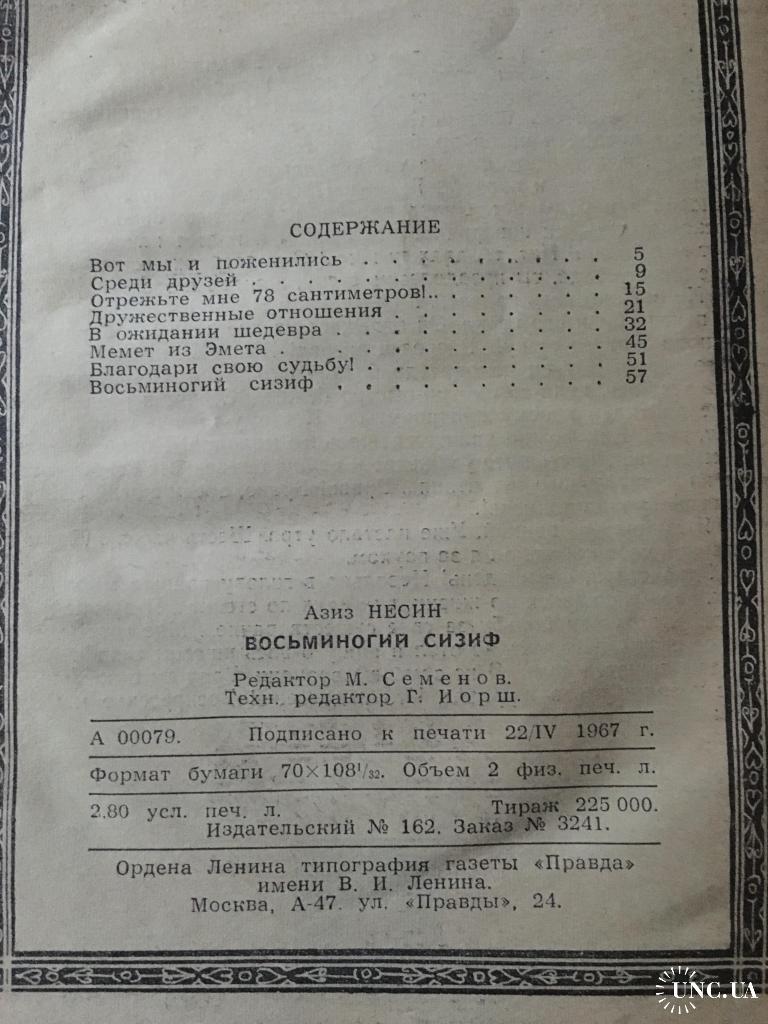 СОДЕРЖАНИЕ
Вот мы и поженились . . . . . . . . . 5
Среди друзей . . . . . . . . . . . . . 9
Отрежьте мне 78 сантиметров!.. . . . . . . 15
Дружественные отношения . . . . . . . . 21
В ожидании шедевра . . . . . . . . . . 32
Мемет из Эмета . . . . . . . . . . . . 45
Благодари свою судьбу! . . . . . . . . . 51
Восьминогий сизиф . . . . . . . . . . 57
Азиз НЕСИН
ВОСЬМИНОГИЙ СИЗИФ
Редактор М. Семенов.
Техн. редактор Г. Иорш.
А 00079. Подписано к печати 22/IV 1967 г.
Формат бумаги 70×108¹/₃₂. Объем 2 физ. печ. л.
2,80 усл. печ. л. Тираж 225 000.
Издательский № 162. Заказ № 3241.
Ордена Ленина типография газеты «Правда»
имени В. И. Ленина.
Москва, А-47. ул. «Правды», 24.
UNC.UA